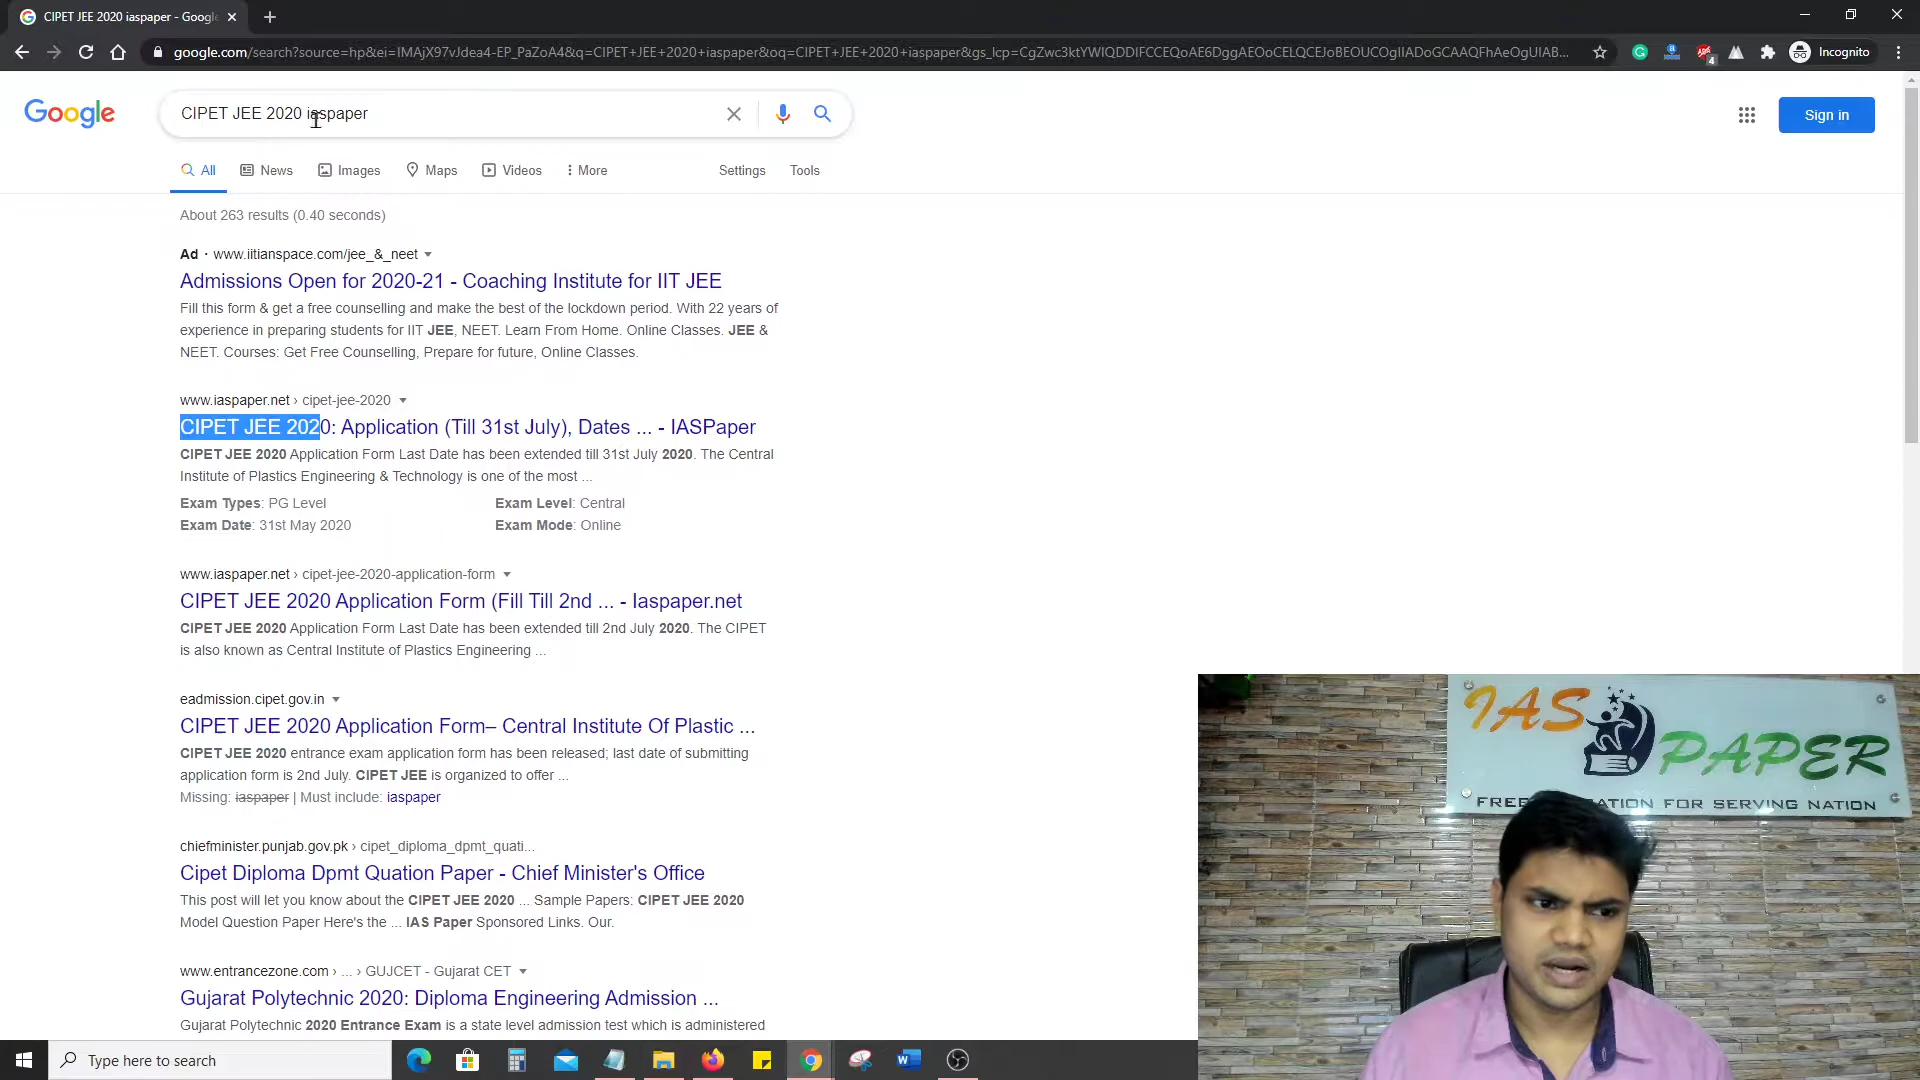 CIPET JEE 2020 iaspaper - Google
google.com/search?source=hp&ei=IMAjX97vJdea4-EP_PaZoA4&q=CIPET+JEE+2020+iaspaper&oq=CIPET+JEE+2020+iaspaper&gs_lcp=CgZwc3ktYWIQDDIFCCEQoAE6DggAEOoCELQCEJoBEOUCOgIIADoGCAAQFhAeOgUIAB...
4
Incognito
Google
CIPET JEE 2020 iaspaper
Sign in
All
News
Images
Maps
Videos
More
Settings
Tools
About 263 results (0.40 seconds)
Ad · www.iitianspace.com/jee_&_neet
Admissions Open for 2020-21 - Coaching Institute for IIT JEE
Fill this form & get a free counselling and make the best of the lockdown period. With 22 years of
experience in preparing students for IIT JEE, NEET. Learn From Home. Online Classes. JEE &
NEET. Courses: Get Free Counselling, Prepare for future, Online Classes.
www.iaspaper.net › cipet-jee-2020
CIPET JEE 2020: Application (Till 31st July), Dates ... - IASPaper
CIPET JEE 2020 Application Form Last Date has been extended till 31st July 2020. The Central
Institute of Plastics Engineering & Technology is one of the most ...
Exam Types: PG Level
Exam Level: Central
Exam Date: 31st May 2020
Exam Mode: Online
www.iaspaper.net › cipet-jee-2020-application-form
CIPET JEE 2020 Application Form (Fill Till 2nd ... - Iaspaper.net
CIPET JEE 2020 Application Form Last Date has been extended till 2nd July 2020. The CIPET
is also known as Central Institute of Plastics Engineering ...
eadmission.cipet.gov.in
CIPET JEE 2020 Application Form– Central Institute Of Plastic ...
CIPET JEE 2020 entrance exam application form has been released; last date of submitting
application form is 2nd July. CIPET JEE is organized to offer ...
Missing: iaspaper | Must include: iaspaper
chiefminister.punjab.gov.pk › cipet_diploma_dpmt_quati...
Cipet Diploma Dpmt Quation Paper - Chief Minister's Office
This post will let you know about the CIPET JEE 2020 ... Sample Papers: CIPET JEE 2020
Model Question Paper Here's the ... IAS Paper Sponsored Links. Our.
www.entrancezone.com › ... › GUJCET - Gujarat CET
Gujarat Polytechnic 2020: Diploma Engineering Admission ...
Gujarat Polytechnic 2020 Entrance Exam is a state level admission test which is administered
IAS
PAPER
FREE ATION FOR SERVING NATION
Type here to search